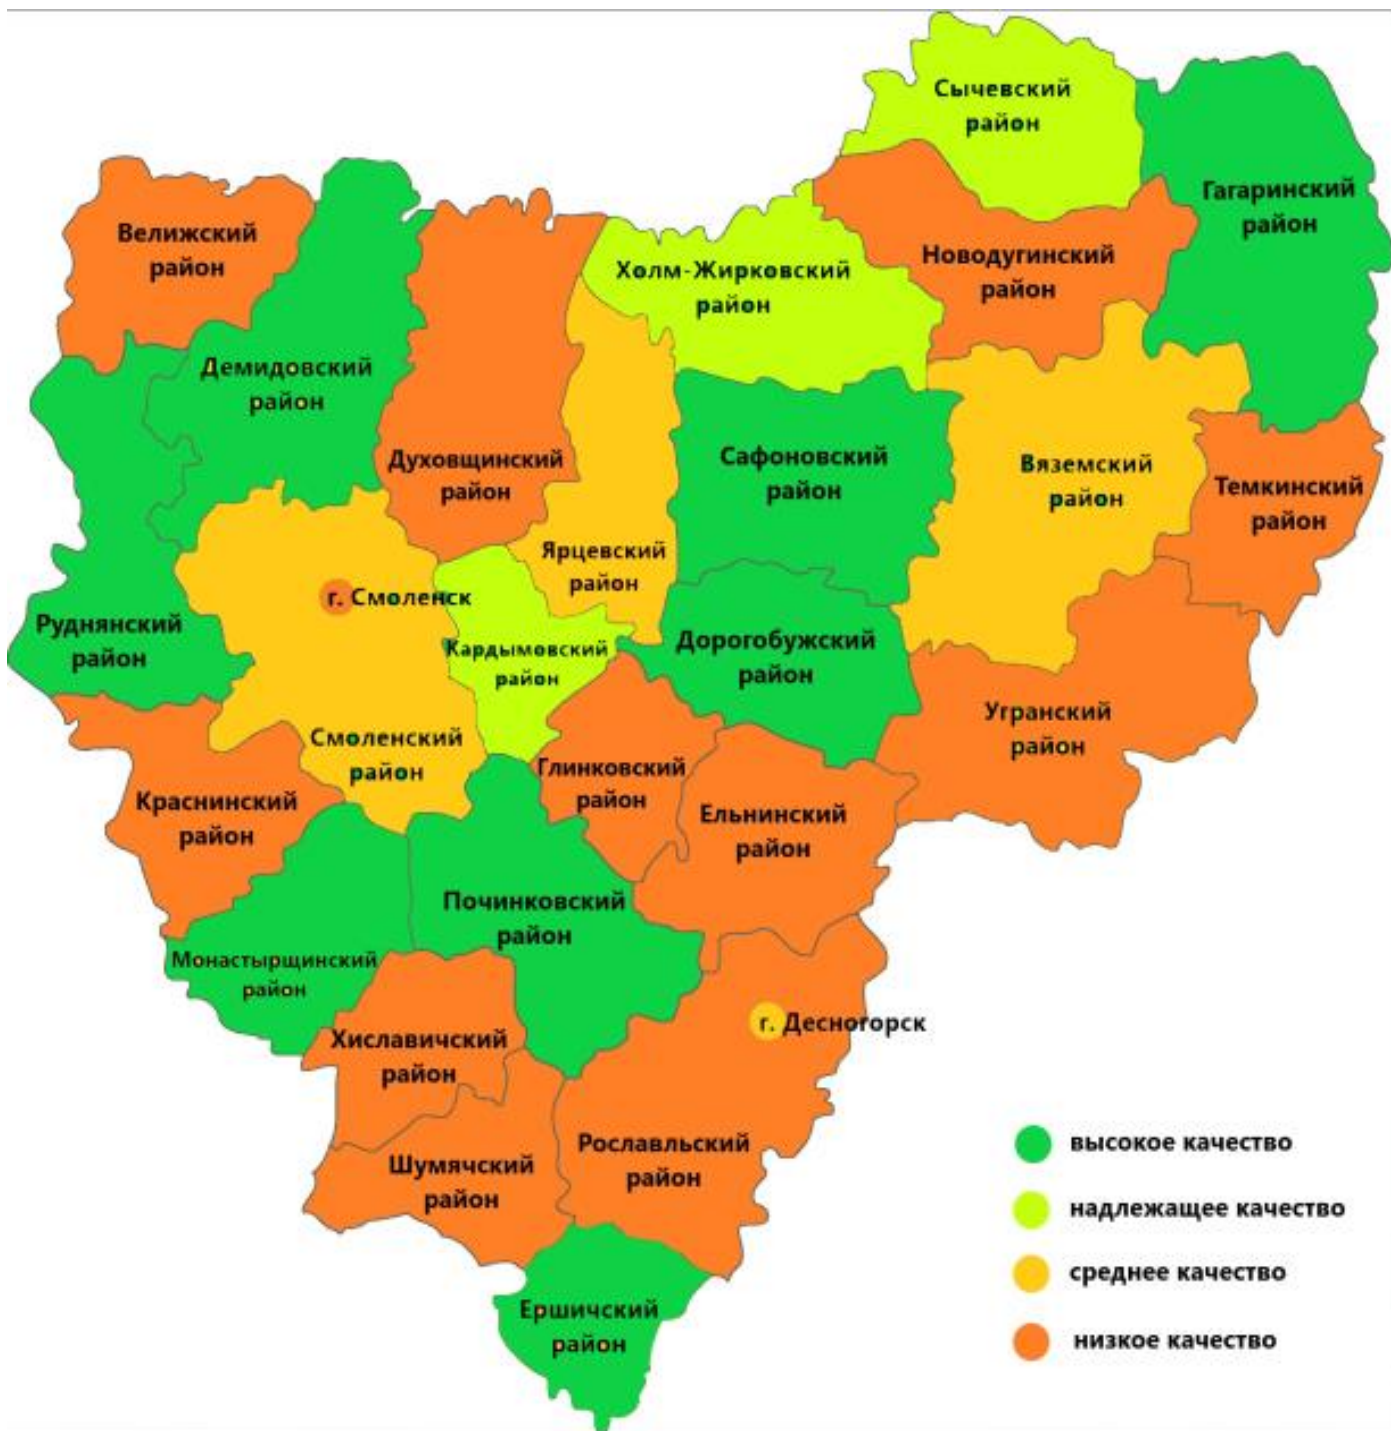 Сычевский
район
Гагаринский
район
Велижский
район
Новодугинский
район
Холм-Жирковский
район
Демидовский
район
Духовщинский
район
Сафоновский
район
Вяземский
район
Темкинский
район
Ярцевский
район
г. Смоленск
Руднянский
район
Кардымовский
район
Дорогобужский
район
Угранский
район
Смоленский
район
Глинковский
район
Краснинский
район
Ельнинский
район
Починковский
район
Монастырщинский
район
Хиславичский
район
г. Десногорск
Шумячский
район
Рославльский
район
Ершичский
район
высокое качество
надлежащее качество
среднее качество
низкое качество